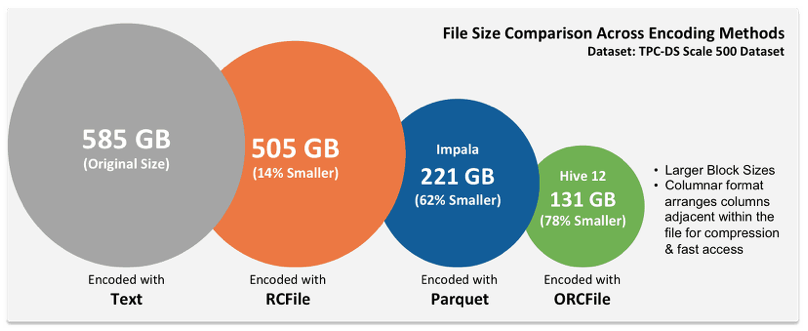 File Size Comparison Across Encoding Methods
Dataset: TPC-DS Scale 500 Dataset
585 GB
(Original Size)
505 GB
(14% Smaller)
Impala
221 GB
(62% Smaller)
Hive 12
131 GB
(78% Smaller)
• Larger Block Sizes
• Columnar format
arranges columns
adjacent within the
file for compression
& fast access
Encoded with
Text
Encoded with
RCFile
Encoded with
Parquet
Encoded with
ORCFile